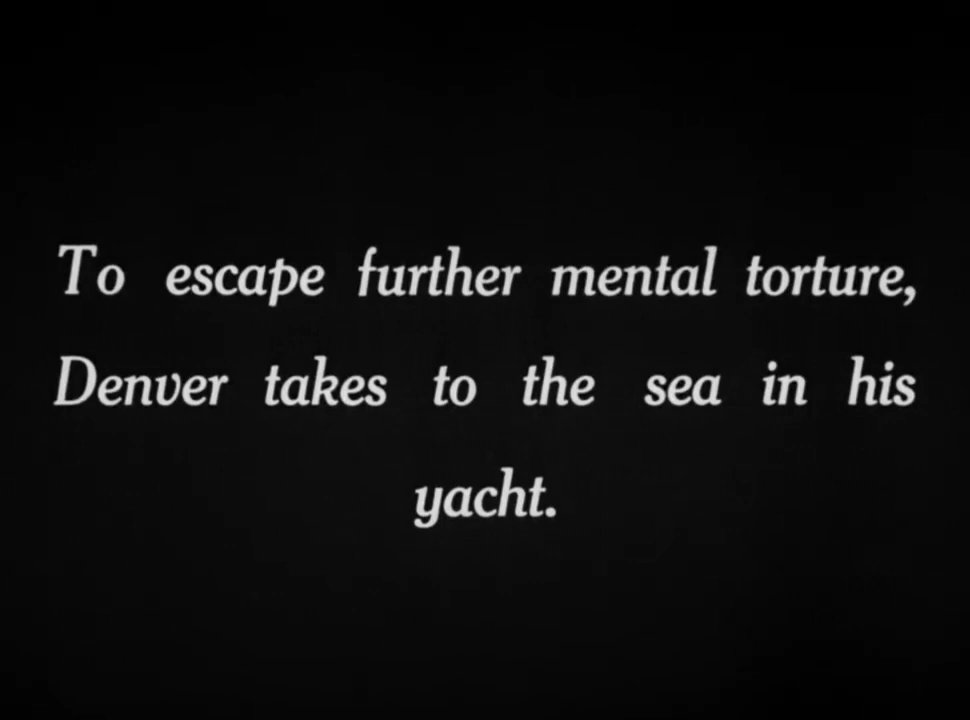 To escape further mental torture,
Denver takes to the sea in his
yacht.